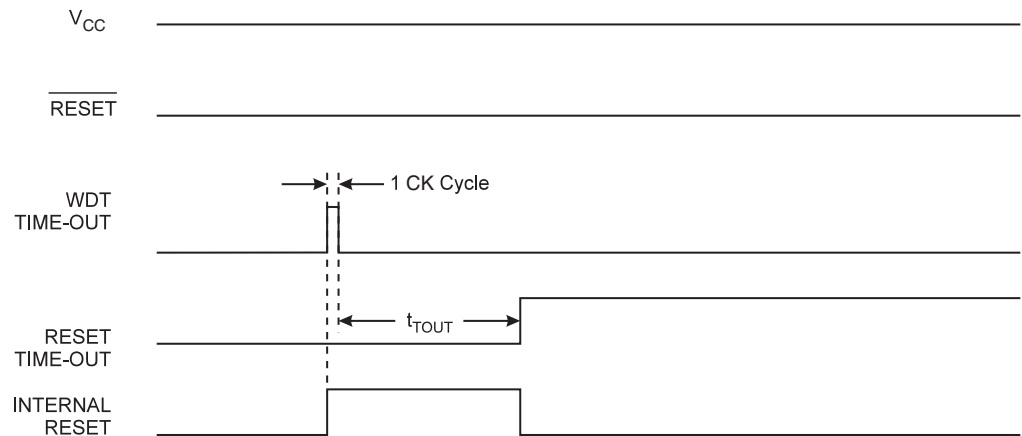 VCC
RESET
1 CK Cycle
WDT
TIME-OUT
tTOUT
RESET
TIME-OUT
INTERNAL
RESET